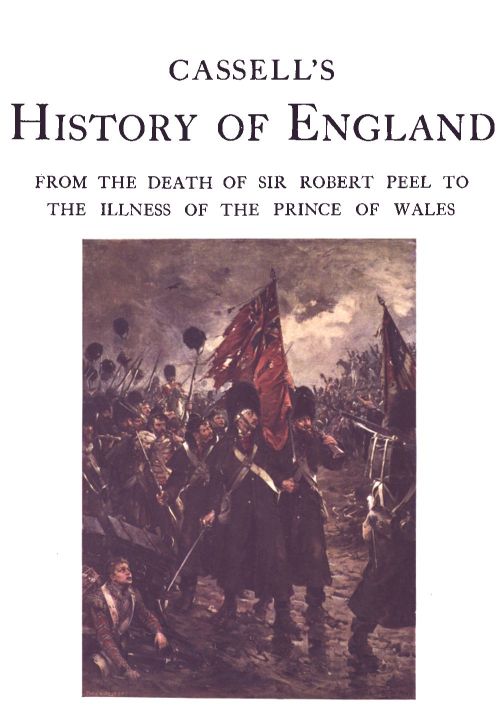 CASSELL'S
HISTORY OF ENGLAND
FROM THE DEATH OF SIR ROBERT PEEL TO
THE ILLNESS OF THE PRINCE OF WALES